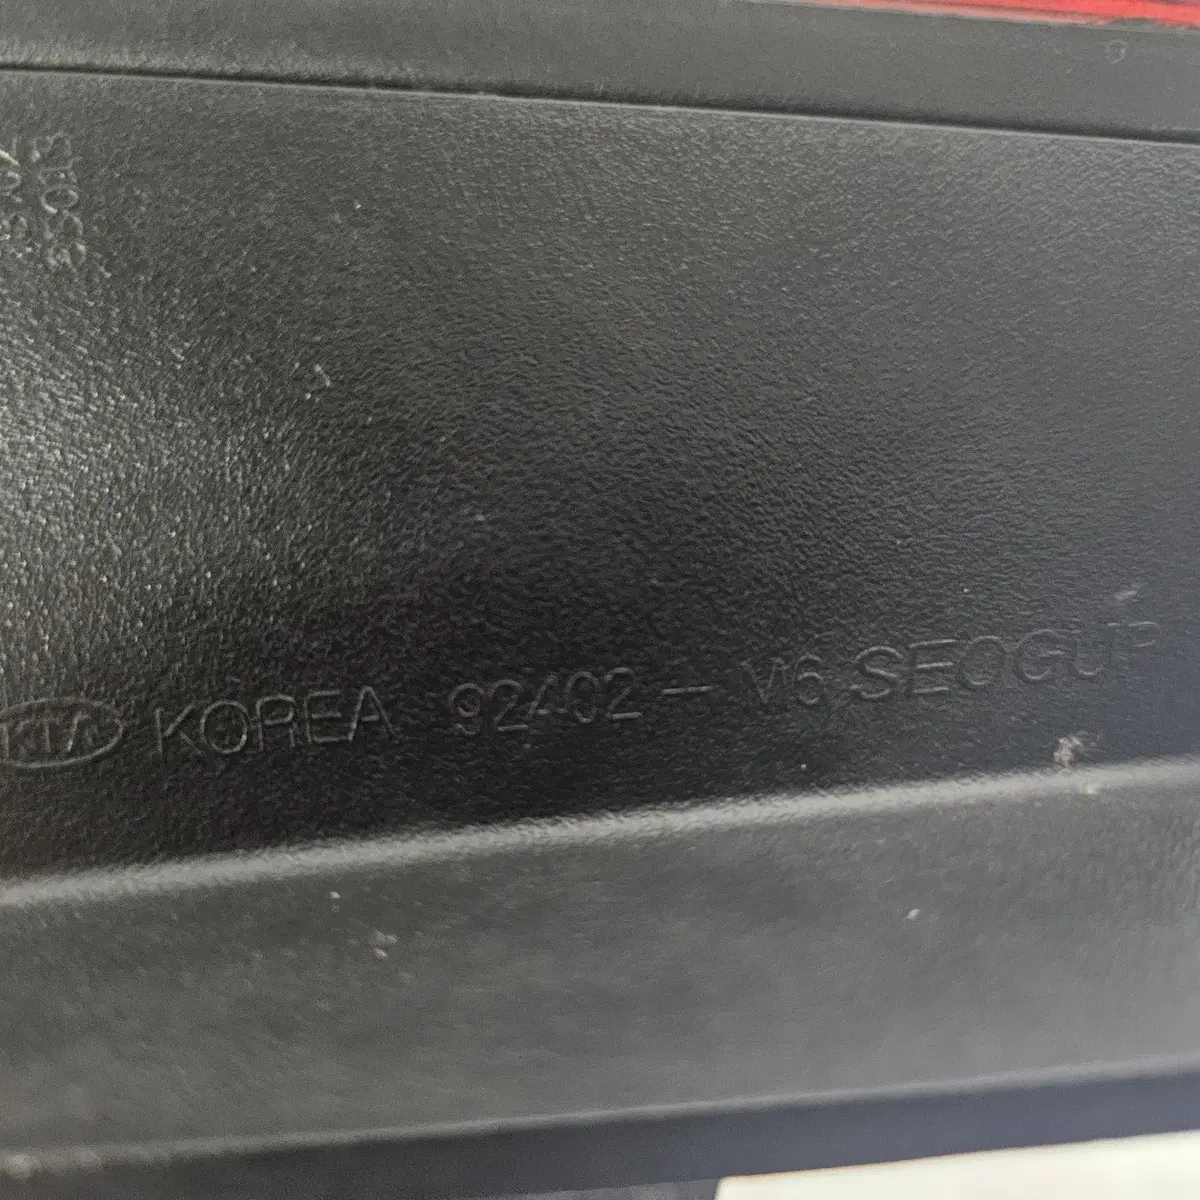 KIA KOREA 92402 - V6 SEOGUP